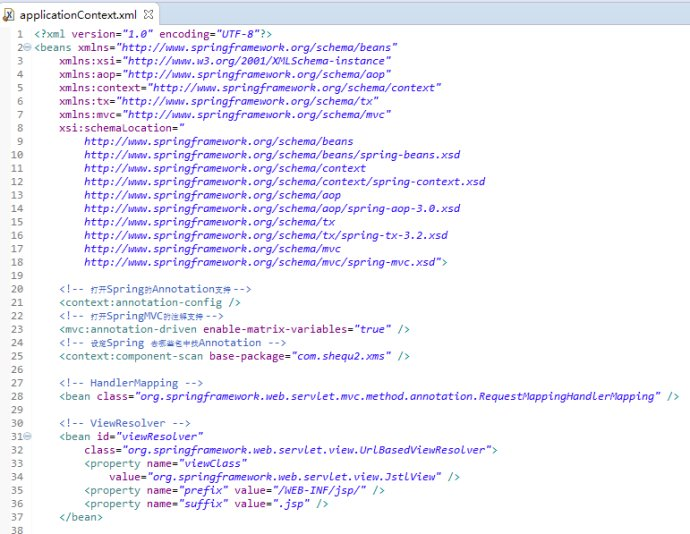 applicationContext.xml
1 <?xml version="1.0" encoding="UTF-8"?>
2 <beans xmlns="http://www.springframework.org/schema/beans"
3 xmlns:xsi="http://www.w3.org/2001/XMLSchema-instance"
4 xmlns:aop="http://www.springframework.org/schema/aop"
5 xmlns:context="http://www.springframework.org/schema/context"
6 xmlns:tx="http://www.springframework.org/schema/tx"
7 xmlns:mvc="http://www.springframework.org/schema/mvc"
8 xsi:schemaLocation="
9 http://www.springframework.org/schema/beans
10 http://www.springframework.org/schema/beans/spring-beans.xsd
11 http://www.springframework.org/schema/context
12 http://www.springframework.org/schema/context/spring-context.xsd
13 http://www.springframework.org/schema/aop
14 http://www.springframework.org/schema/aop/spring-aop-3.0.xsd
15 http://www.springframework.org/schema/tx
16 http://www.springframework.org/schema/tx/spring-tx-3.2.xsd
17 http://www.springframework.org/schema/mvc
18 http://www.springframework.org/schema/mvc/spring-mvc.xsd">
19
20 <!-- 打开Spring的Annotation支持 -->
21 <context:annotation-config />
22 <!-- 打开SpringMVC的注解支持 -->
23 <mvc:annotation-driven enable-matrix-variables="true" />
24 <!-- 设定Spring 去哪些包中找Annotation -->
25 <context:component-scan base-package="com.shequ2.xms" />
26
27 <!-- HandlerMapping -->
28 <bean class="org.springframework.web.servlet.mvc.method.annotation.RequestMappingHandlerMapping" />
29
30 <!-- ViewResolver -->
31 <bean id="viewResolver"
32 class="org.springframework.web.servlet.view.UrlBasedViewResolver">
33 <property name="viewClass"
34 value="org.springframework.web.servlet.view.JstlView" />
35 <property name="prefix" value="/WEB-INF/jsp/" />
36 <property name="suffix" value=".jsp" />
37 </bean>
38